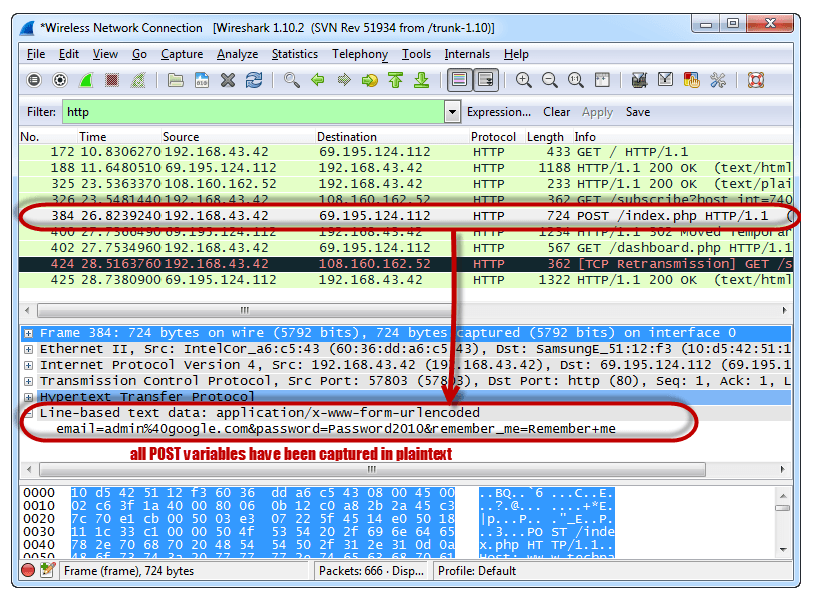 *Wireless Network Connection [Wireshark 1.10.2 (SVN Rev 51934 from /trunk-1.10)]
File Edit View Go Capture Analyze Statistics Telephony Tools Internals Help
Filter: http Expression... Clear Apply Save
No. Time Source Destination Protocol Length Info
172 10.8306270 192.168.43.42 69.195.124.112 HTTP 433 GET / HTTP/1.1
188 11.6480510 69.195.124.112 192.168.43.42 HTTP 1188 HTTP/1.1 200 OK (text/html
325 23.5363370 108.160.162.52 192.168.43.42 HTTP 233 HTTP/1.1 200 OK (text/plai
326 23.5481440 192.168.43.42 108.160.162.52 HTTP 362 GET /subscribe?host_int=740
384 26.8239240 192.168.43.42 69.195.124.112 HTTP 724 POST /index.php HTTP/1.1 (
400 27.7306490 69.195.124.112 192.168.43.42 HTTP 1254 HTTP/1.1 302 Moved Temporar
402 27.7534960 192.168.43.42 69.195.124.112 HTTP 567 GET /dashboard.php HTTP/1.1
424 28.5163760 192.168.43.42 108.160.162.52 HTTP 362 [TCP Retransmission] GET /s
425 28.7380900 69.195.124.112 192.168.43.42 HTTP 1322 HTTP/1.1 200 OK (text/html
Frame 384: 724 bytes on wire (5792 bits), 724 bytes captured (5792 bits) on interface 0
Ethernet II, Src: IntelCor_a6:c5:43 (60:36:dd:a6:c5:43), Dst: SamsungE_51:12:f3 (10:d5:42:51:1
Internet Protocol Version 4, Src: 192.168.43.42 (192.168.43.42), Dst: 69.195.124.112 (69.195.1
Transmission Control Protocol, Src Port: 57803 (57803), Dst Port: http (80), Seq: 1, Ack: 1, L
Hypertext Transfer Protocol
Line-based text data: application/x-www-form-urlencoded
email=admin%40google.com&password=Password2010&remember_me=Remember+me
all POST variables have been captured in plaintext
0000 10 d5 42 51 12 f3 60 36 dd a6 c5 43 08 00 45 00 ..BQ..`6 ...C..E.
0010 02 c6 3f 1a 40 00 80 06 0b 12 c0 a8 2b 2a 45 c3 ..?.@... ....+*E.
0020 7c 70 e1 cb 00 50 03 e3 07 22 5f 45 14 e0 50 18 |p...P.. ."_E..P.
0030 11 1c 33 c1 00 00 50 4f 53 54 20 2f 69 6e 64 65 ..3...PO ST /inde
0040 78 2e 70 68 70 20 48 54 54 50 2f 31 2e 31 0d 0a x.php HT TP/1.1..
0050 48 6f 73 74 3a 20 77 77 77 2e 74 65 63 68 70 61 Host: ww w.techpa
Frame (frame), 724 bytes Packets: 666 · Disp... Profile: Default